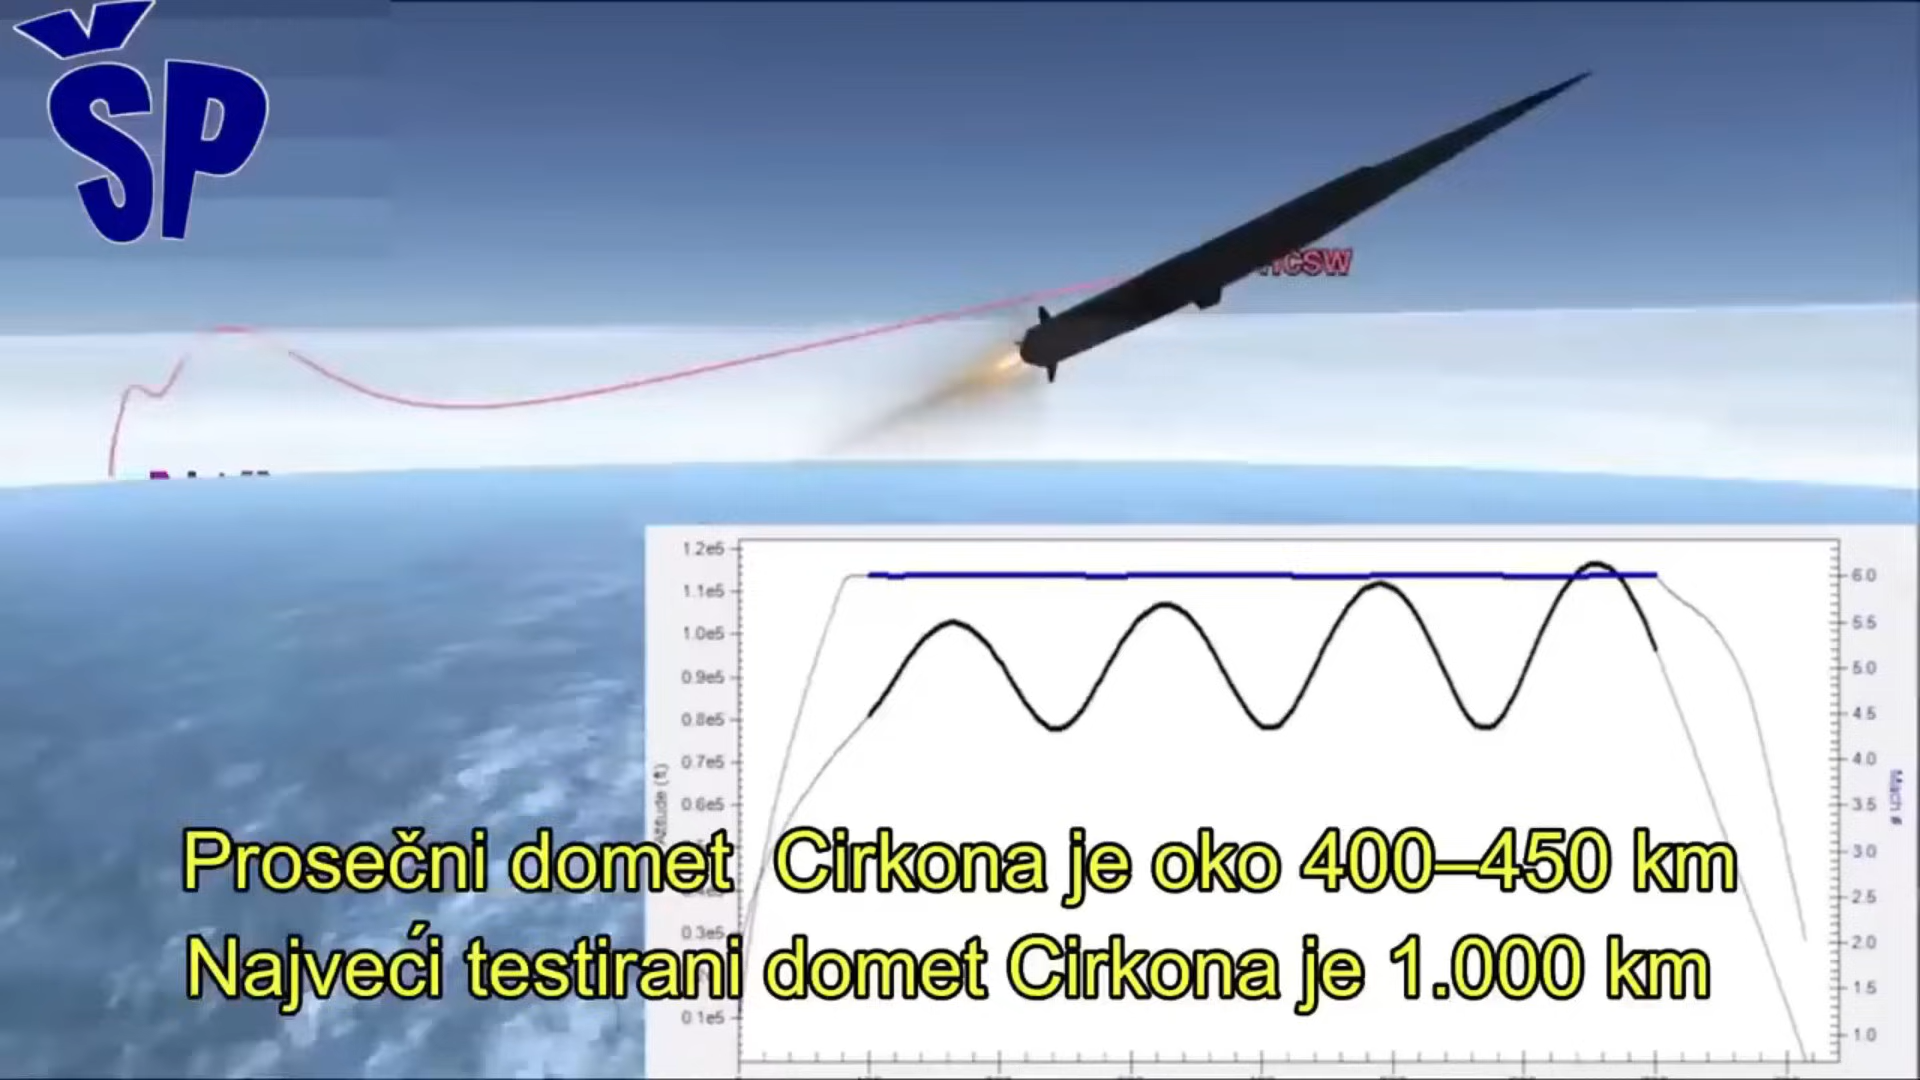 ŠP
HCSW
1.2e5
1.1e5
1.0e5
0.9e5
0.8e5
0.7e5
0.6e5
0.3e5
0.1e5
Altitude (ft)
6.0
5.5
5.0
4.5
4.0
3.5
3.0
2.5
2.0
1.5
1.0
Mach #
Prosečni domet Cirkona je oko 400–450 km
Najveći testirani domet Cirkona je 1.000 km